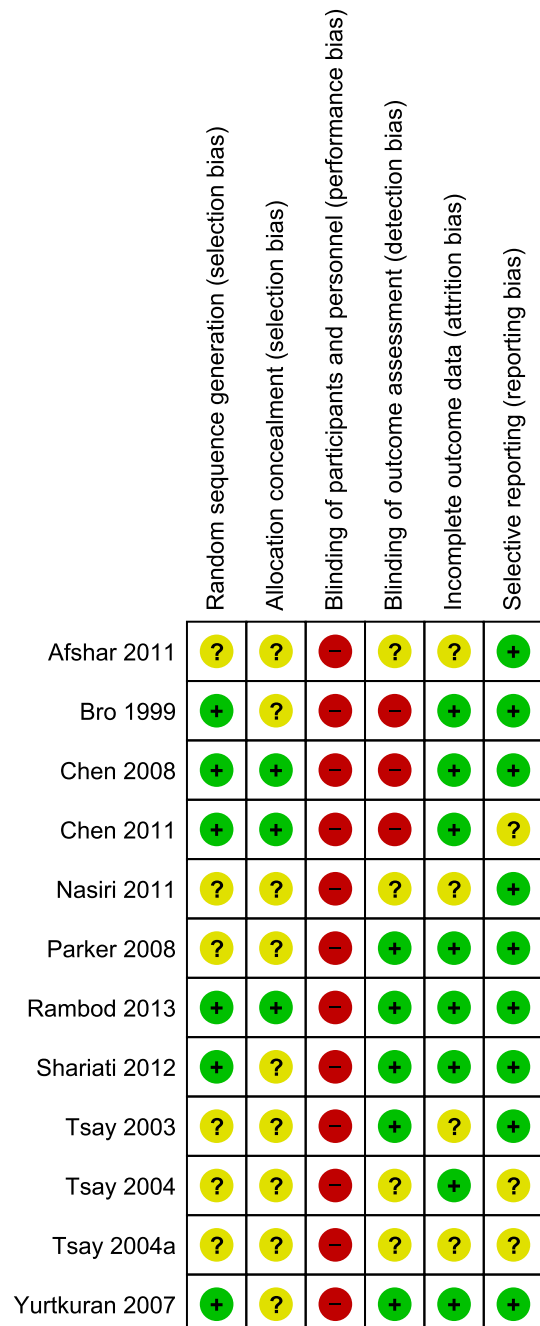 Random sequence generation (selection bias)
Allocation concealment (selection bias)
Blinding of participants and personnel (performance bias)
Blinding of outcome assessment (detection bias)
Incomplete outcome data (attrition bias)
Selective reporting (reporting bias)
Afshar 2011 ? ? – ? ? +
Bro 1999 + ? – – + +
Chen 2008 + + – – + +
Chen 2011 + + – – + ?
Nasiri 2011 ? ? – ? ? +
Parker 2008 ? ? – + + +
Rambod 2013 + + – + + +
Shariati 2012 + ? – + + +
Tsay 2003 ? ? – + ? +
Tsay 2004 ? ? – ? + ?
Tsay 2004a ? ? – ? ? ?
Yurtkuran 2007 + ? – + + +